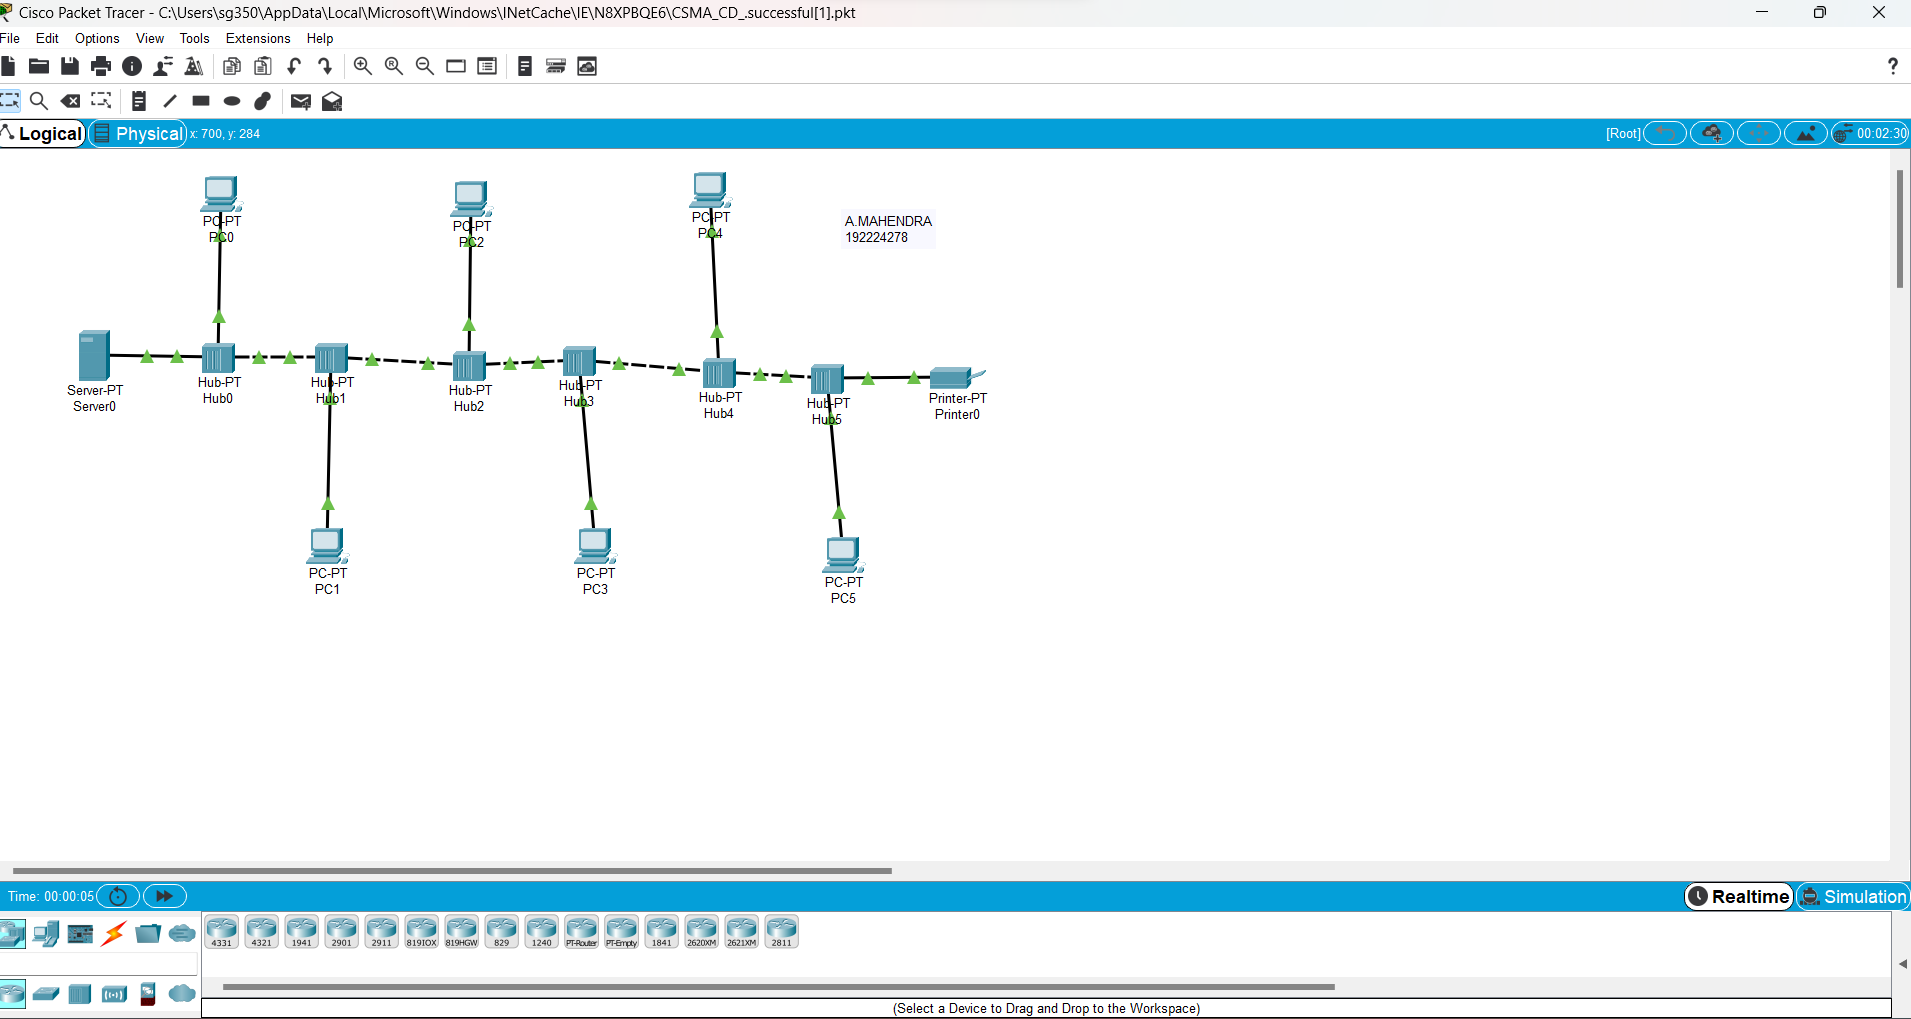 Cisco Packet Tracer - C:\Users\sg350\AppData\Local\Microsoft\Windows\INetCache\IE\N8XPBQE6\CSMA_CD_.successful[1].pkt
File Edit Options View Tools Extensions Help
?
Logical Physical x: 700, y: 284 [Root] 00:02:30
PC-PT
PC0
PC-PT
PC2
PC-PT
PC4
A.MAHENDRA
192224278
Server-PT
Server0
Hub-PT
Hub0
Hub-PT
Hub1
Hub-PT
Hub2
Hub-PT
Hub3
Hub-PT
Hub4
Hub-PT
Hub5
Printer-PT
Printer0
PC-PT
PC1
PC-PT
PC3
PC-PT
PC5
Time: 00:00:05 Realtime Simulation
4331 4321 1941 2901 2911 819IOX 819HGW 829 1240 PT-Router PT-Empty 1841 2620XM 2621XM 2811
(Select a Device to Drag and Drop to the Workspace)